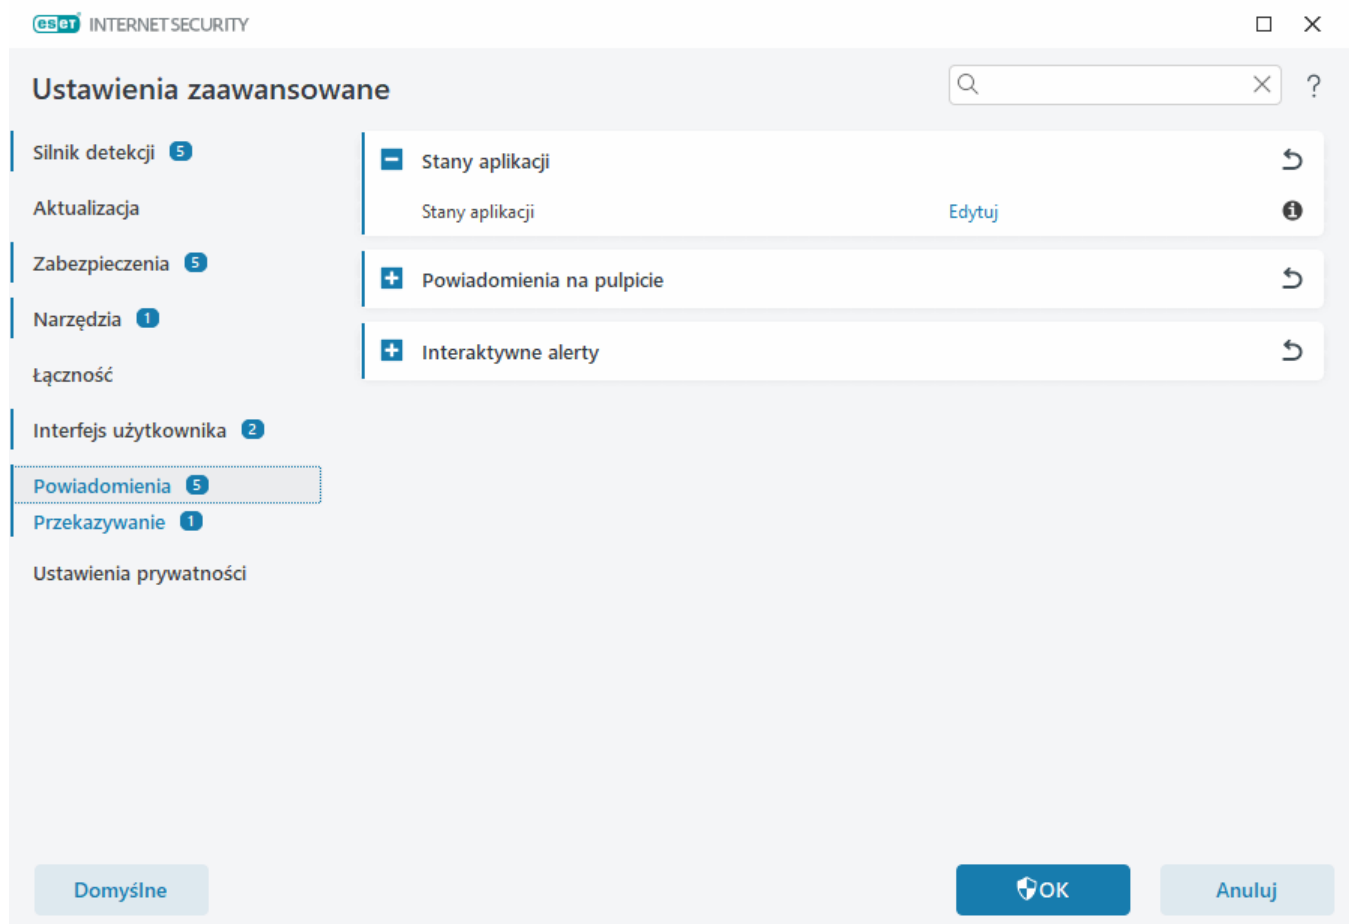 eset INTERNET SECURITY
Ustawienia zaawansowane
?
Silnik detekcji 5
Aktualizacja
Zabezpieczenia 5
Narzędzia 1
Łączność
Interfejs użytkownika 2
Powiadomienia 5
Przekazywanie 1
Ustawienia prywatności
Stany aplikacji
Stany aplikacji Edytuj
Powiadomienia na pulpicie
Interaktywne alerty
Domyślne
OK
Anuluj